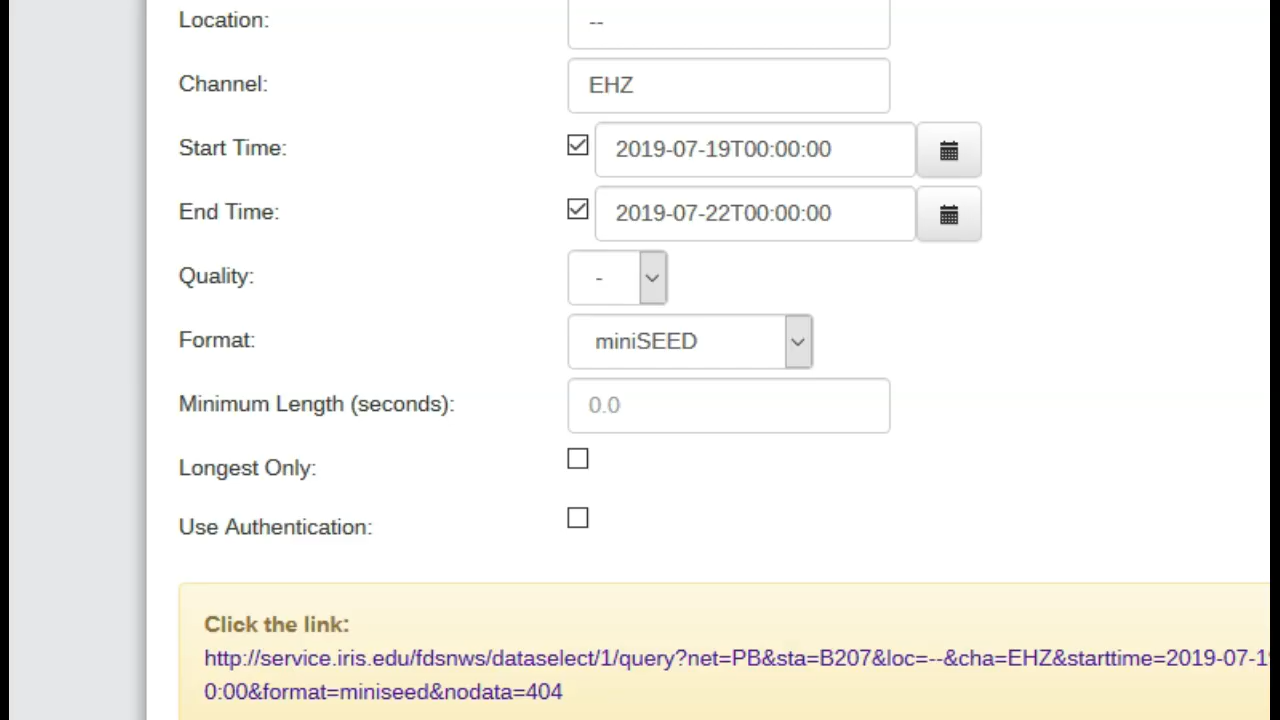 Location: --
Channel: EHZ
Start Time: 2019-07-19T00:00:00
End Time: 2019-07-22T00:00:00
Quality: -
Format: miniSEED
Minimum Length (seconds): 0.0
Longest Only:
Use Authentication:
Click the link:
http://service.iris.edu/fdsnws/dataselect/1/query?net=PB&sta=B207&loc=--&cha=EHZ&starttime=2019-07-1
0:00&format=miniseed&nodata=404